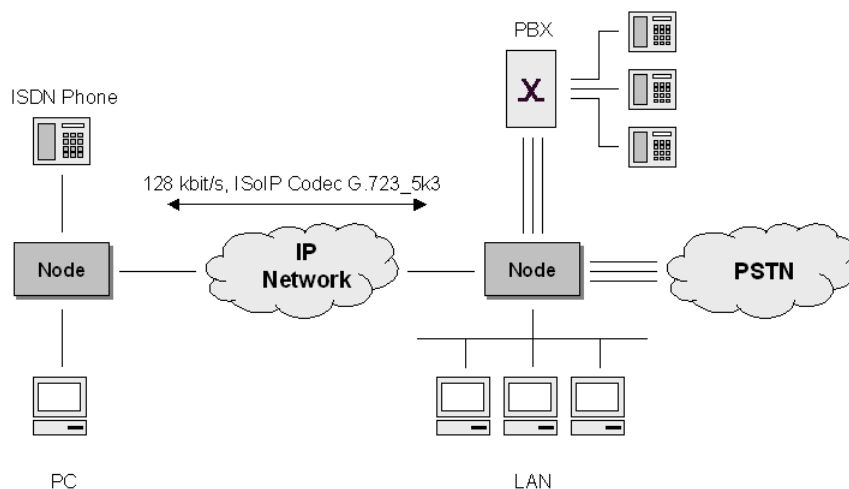 PBX
ISDN Phone
128 kbit/s, ISoIP Codec G.723_5k3
Node
IP
Network
Node
PSTN
PC
LAN